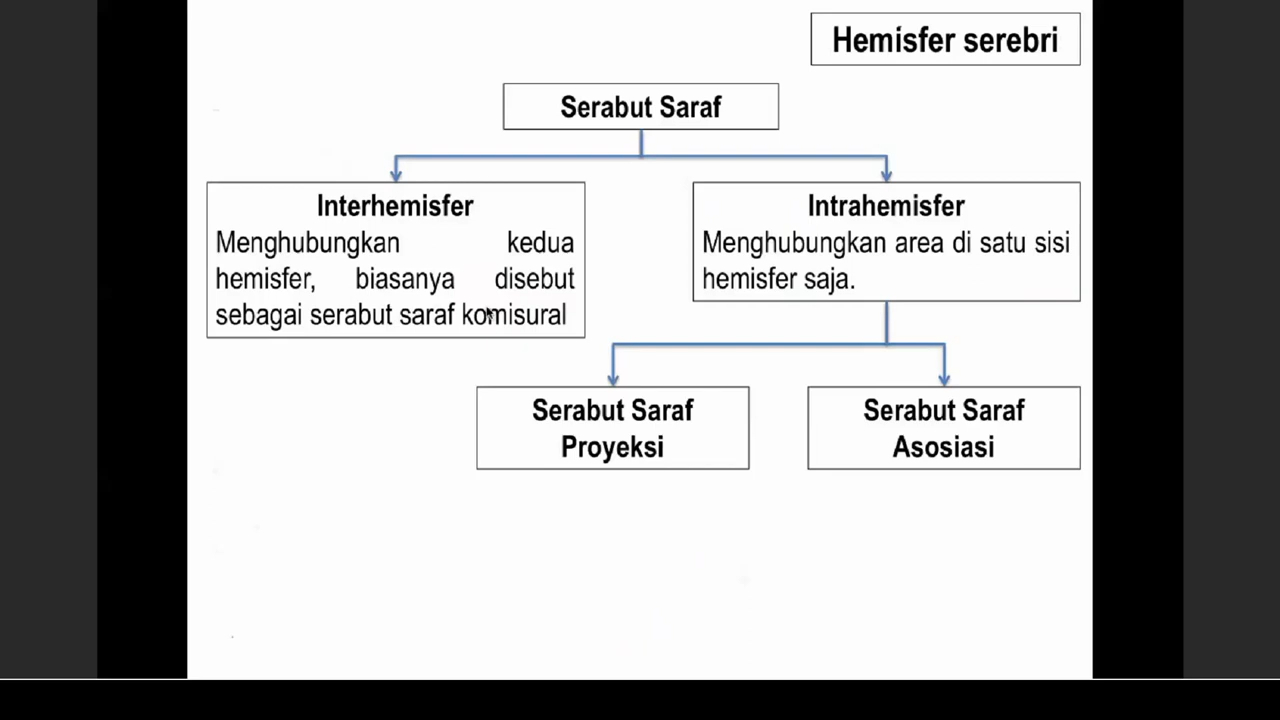 Hemisfer serebri
Serabut Saraf
Interhemisfer
Menghubungkan kedua
hemisfer, biasanya disebut
sebagai serabut saraf komisural
Intrahemisfer
Menghubungkan area di satu sisi
hemisfer saja.
Serabut Saraf
Proyeksi
Serabut Saraf
Asosiasi